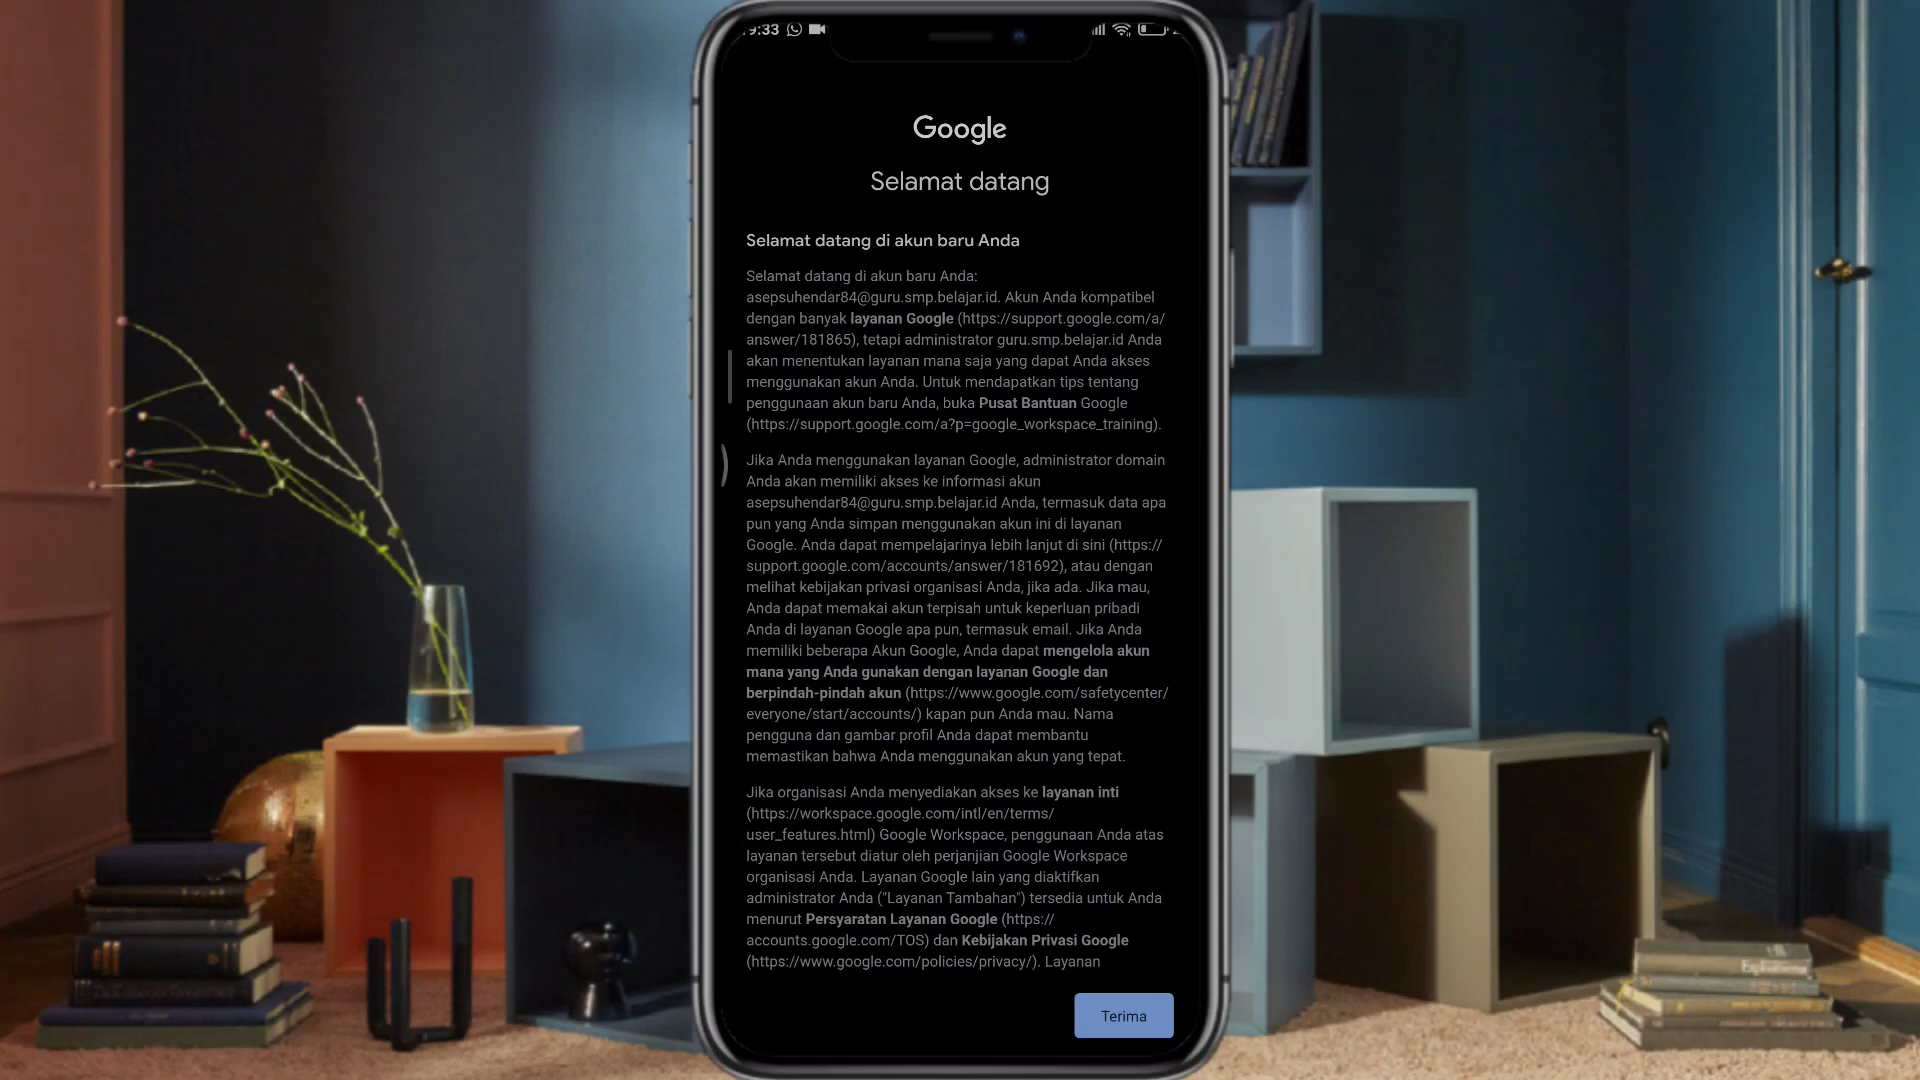 9:33
Google
Selamat datang
Selamat datang di akun baru Anda
Selamat datang di akun baru Anda:
asepsuhendar84@guru.smp.belajar.id. Akun Anda kompatibel
dengan banyak layanan Google (https://support.google.com/a/
answer/181865), tetapi administrator guru.smp.belajar.id Anda
akan menentukan layanan mana saja yang dapat Anda akses
menggunakan akun Anda. Untuk mendapatkan tips tentang
penggunaan akun baru Anda, buka Pusat Bantuan Google
(https://support.google.com/a?p=google_workspace_training).
Jika Anda menggunakan layanan Google, administrator domain
Anda akan memiliki akses ke informasi akun
asepsuhendar84@guru.smp.belajar.id Anda, termasuk data apa
pun yang Anda simpan menggunakan akun ini di layanan
Google. Anda dapat mempelajarinya lebih lanjut di sini (https://
support.google.com/accounts/answer/181692), atau dengan
melihat kebijakan privasi organisasi Anda, jika ada. Jika mau,
Anda dapat memakai akun terpisah untuk keperluan pribadi
Anda di layanan Google apa pun, termasuk email. Jika Anda
memiliki beberapa Akun Google, Anda dapat mengelola akun
mana yang Anda gunakan dengan layanan Google dan
berpindah-pindah akun (https://www.google.com/safetycenter/
everyone/start/accounts/) kapan pun Anda mau. Nama
pengguna dan gambar profil Anda dapat membantu
memastikan bahwa Anda menggunakan akun yang tepat.
Jika organisasi Anda menyediakan akses ke layanan inti
(https://workspace.google.com/intl/en/terms/
user_features.html) Google Workspace, penggunaan Anda atas
layanan tersebut diatur oleh perjanjian Google Workspace
organisasi Anda. Layanan Google lain yang diaktifkan
administrator Anda ("Layanan Tambahan") tersedia untuk Anda
menurut Persyaratan Layanan Google (https://
accounts.google.com/TOS) dan Kebijakan Privasi Google
(https://www.google.com/policies/privacy/). Layanan
Terima